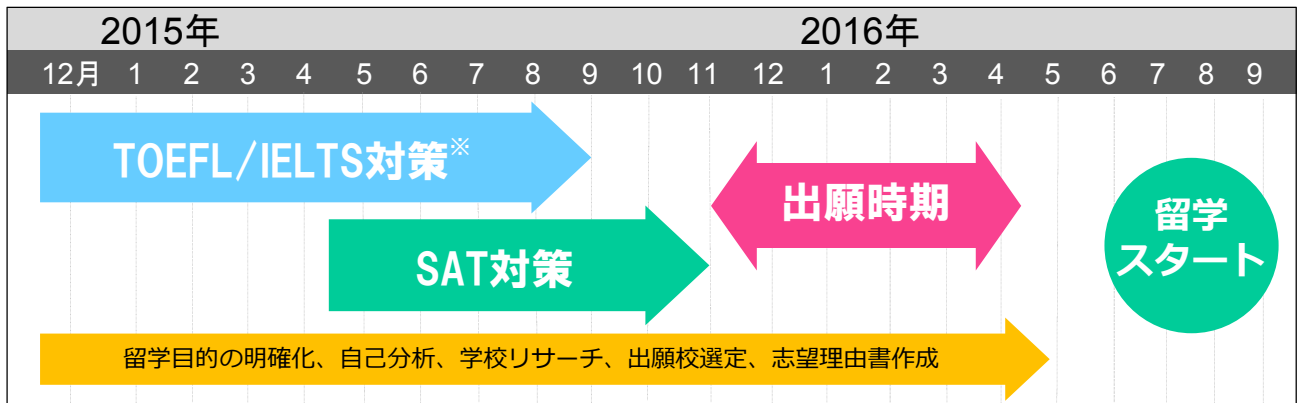 2015年 2016年
12月 1 2 3 4 5 6 7 8 9 10 11 12 1 2 3 4 5 6 7 8 9
TOEFL/IELTS対策※
出願時期
留学
スタート
SAT対策
留学目的の明確化、自己分析、学校リサーチ、出願校選定、志望理由書作成